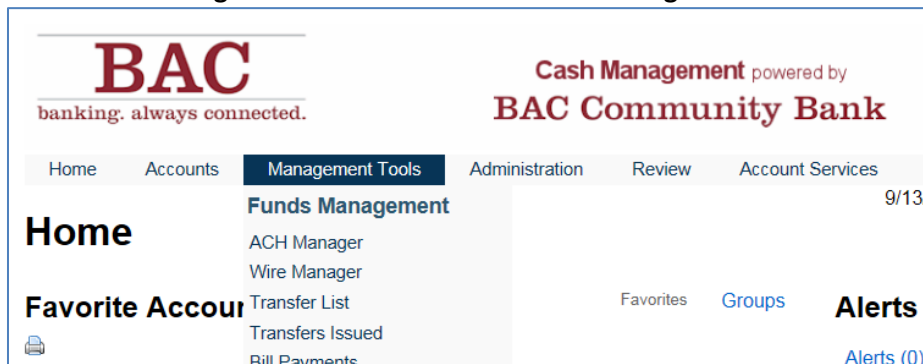 BAC
banking. always connected.
Cash Management powered by
BAC Community Bank
Home Accounts Management Tools Administration Review Account Services
9/13
Funds Management
Home
ACH Manager
Wire Manager
Favorite Accour Transfer List Favorites Groups Alerts
Transfers Issued
Bill Payments Alerts (0)